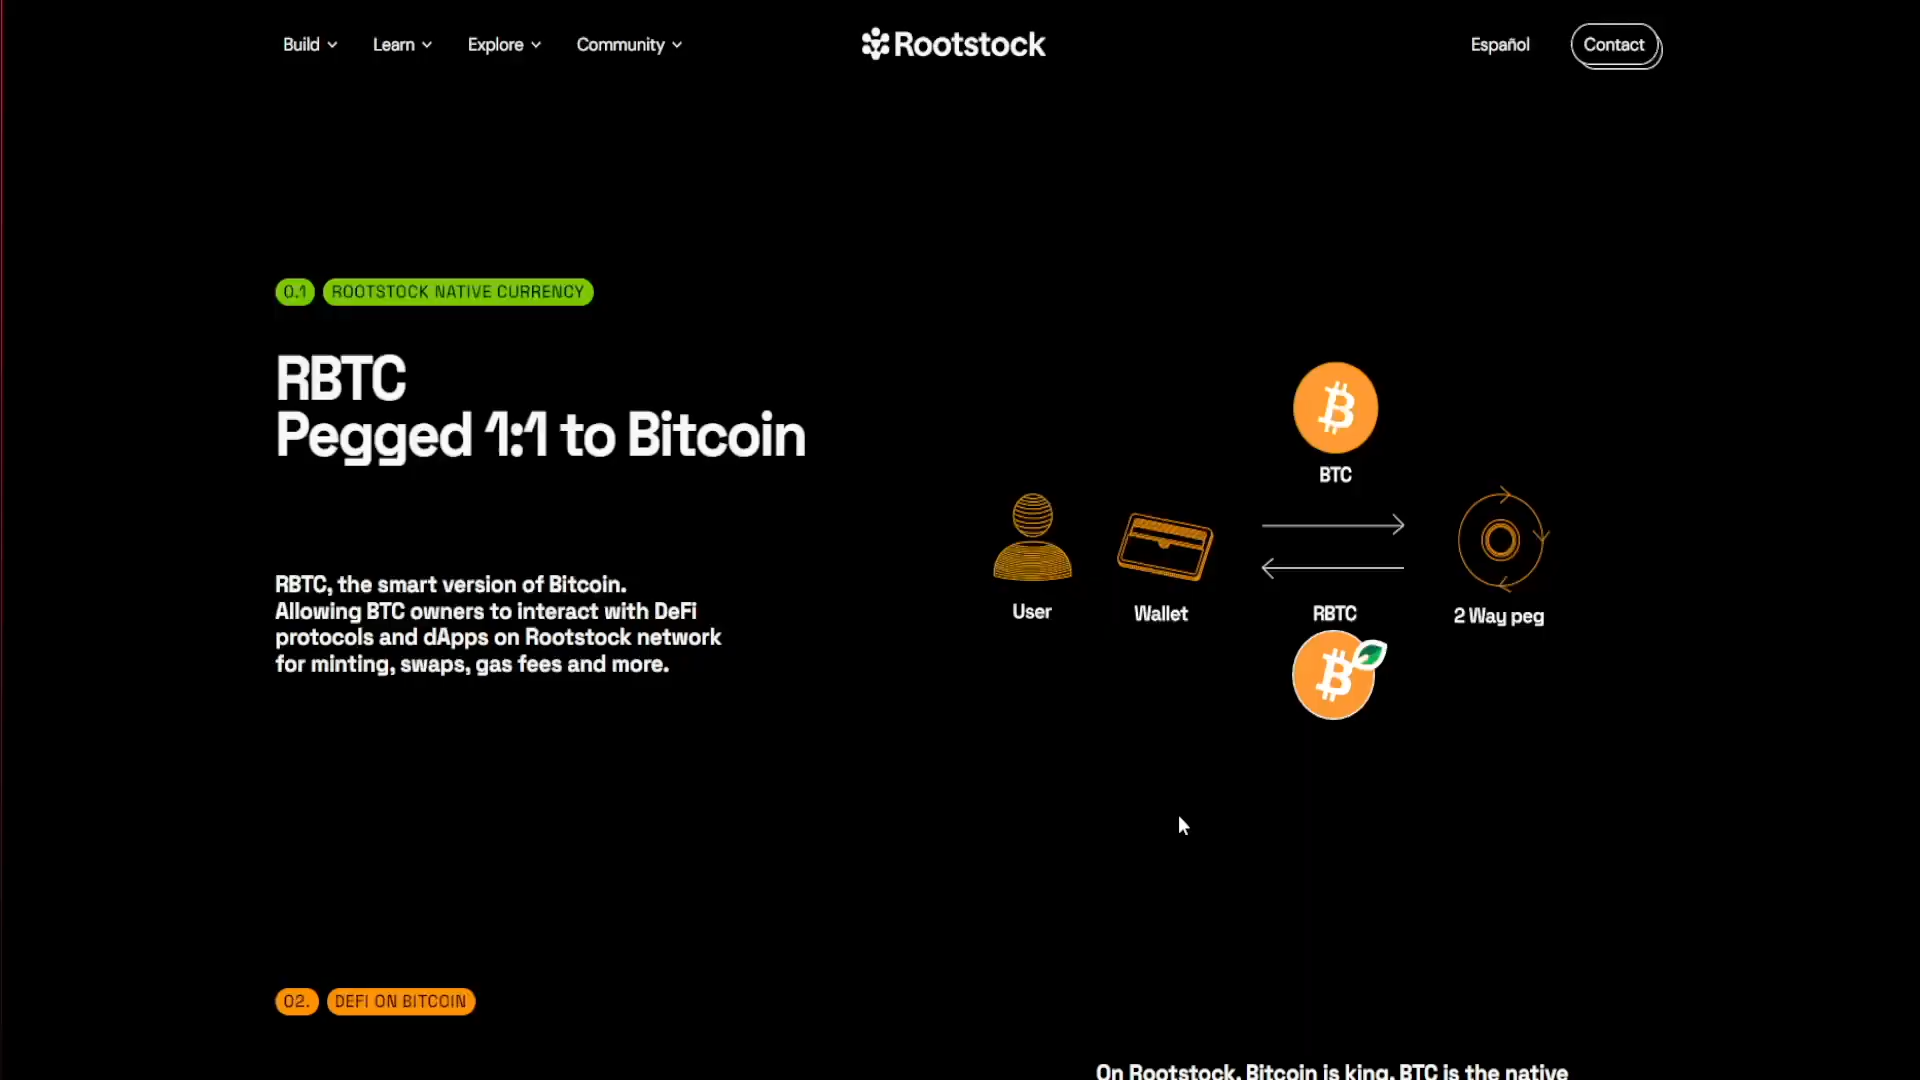 Build
Learn
Explore
Community
Rootstock
Español
Contact
0.1 ROOTSTOCK NATIVE CURRENCY
RBTC
Pegged 1:1 to Bitcoin
RBTC, the smart version of Bitcoin.
Allowing BTC owners to interact with DeFi
protocols and dApps on Rootstock network
for minting, swaps, gas fees and more.
BTC
User
Wallet
RBTC
2 Way peg
02. DEFI ON BITCOIN
On Rootstock, Bitcoin is king. BTC is the native